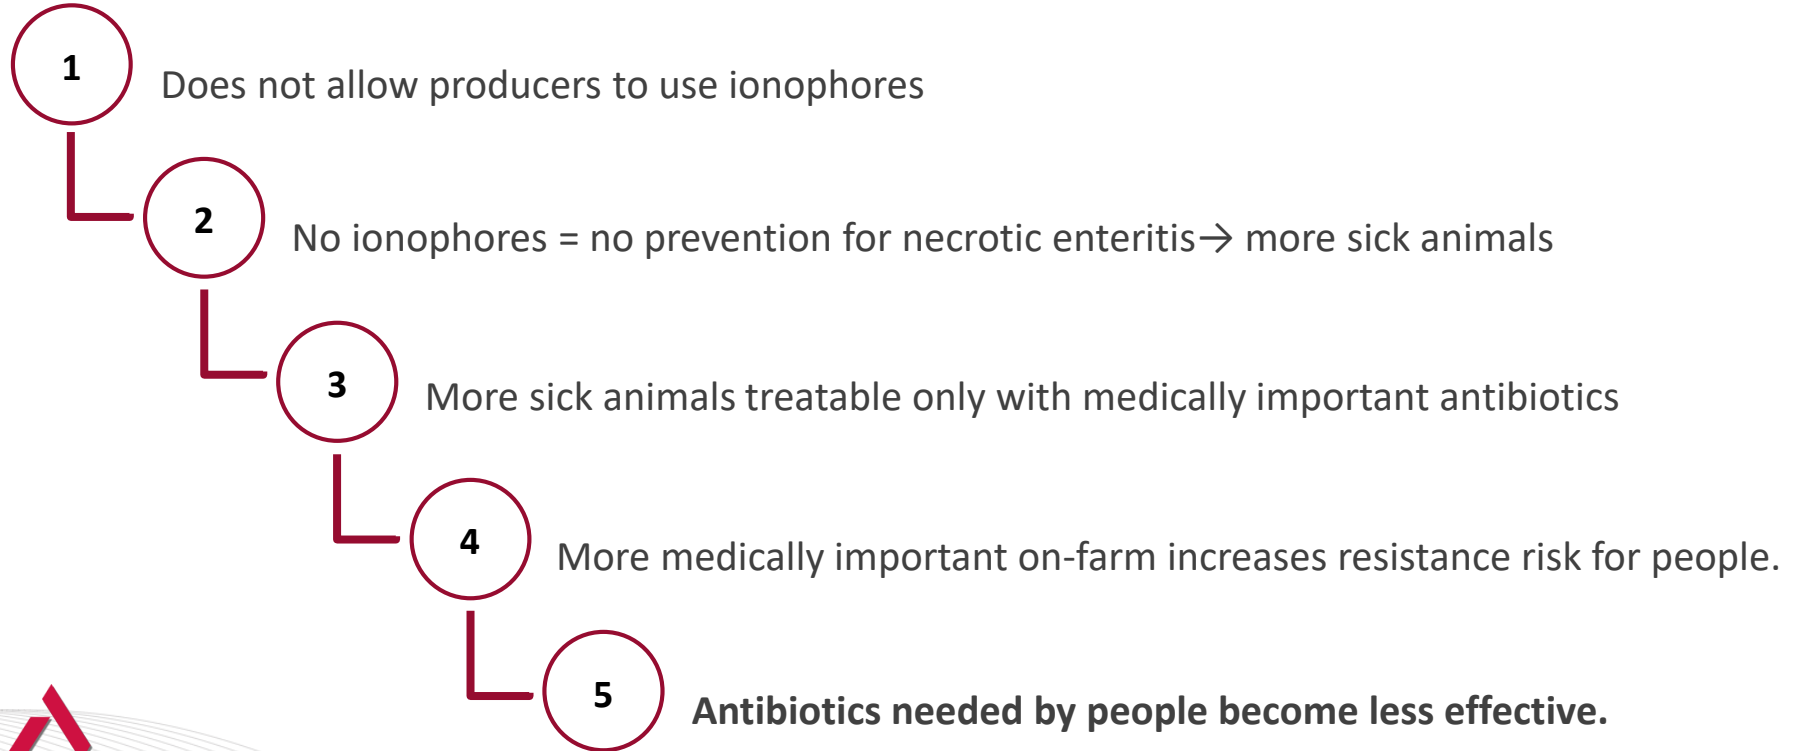 1
Does not allow producers to use ionophores
2
No ionophores = no prevention for necrotic enteritis→ more sick animals
3
More sick animals treatable only with medically important antibiotics
4
More medically important on-farm increases resistance risk for people.
5
Antibiotics needed by people become less effective.